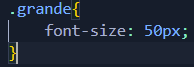 .grande{
    font-size: 50px;
}